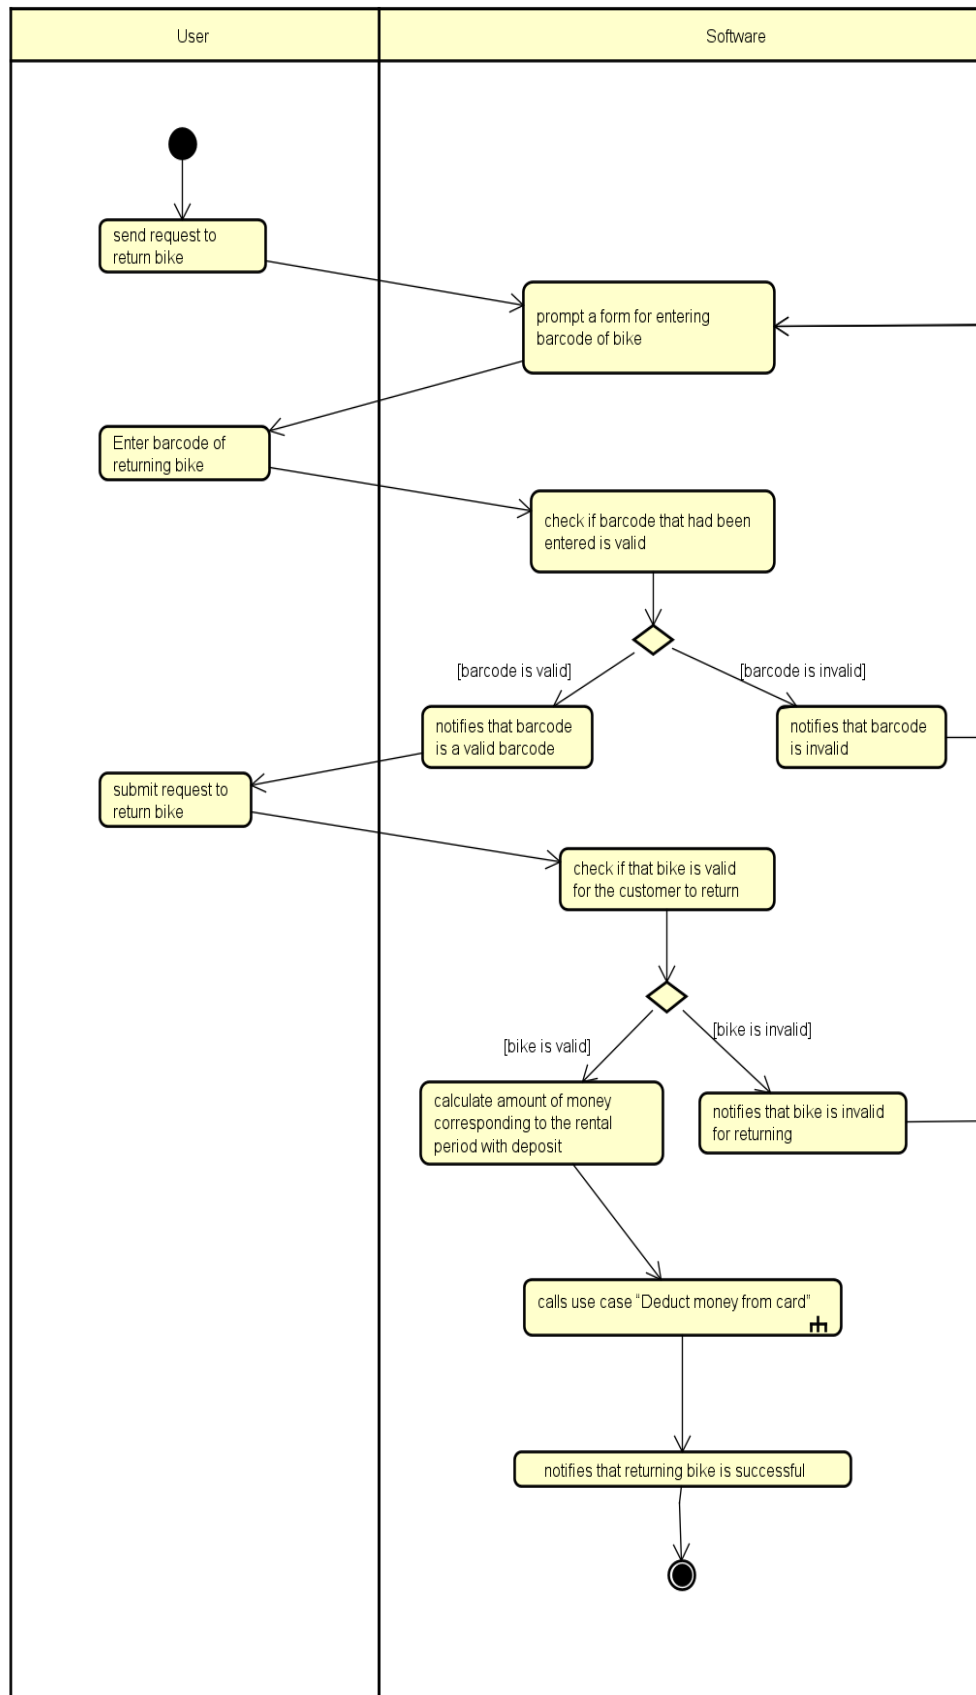 User
Software
send request to
return bike
prompt a form for entering
barcode of bike
Enter barcode of
returning bike
check if barcode that had been
entered is valid
[barcode is valid]
[barcode is invalid]
notifies that barcode
is a valid barcode
notifies that barcode
is invalid
submit request to
return bike
check if that bike is valid
for the customer to return
[bike is valid]
[bike is invalid]
calculate amount of money
corresponding to the rental
period with deposit
notifies that bike is invalid
for returning
calls use case “Deduct money from card”
notifies that returning bike is successful